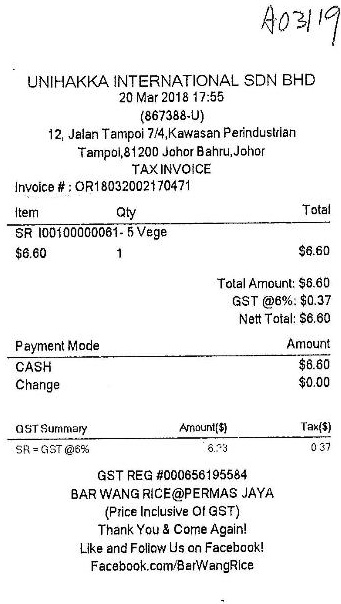 A03/19
UNIHAKKA INTERNATIONAL SDN BHD
20 Mar 2018 17:55
(867388-U)
12, Jalan Tampoi 7/4,Kawasan Perindustrian
Tampoi,81200 Johor Bahru,Johor
TAX INVOICE
Invoice # : OR18032002170471
Item Qty Total
SR I00100000061- 5 Vege
$6.60 1 $6.60
Total Amount: $6.60
GST @6%: $0.37
Nett Total: $6.60
Payment Mode Amount
CASH $6.60
Change $0.00
GST Summary Amount($) Tax($)
SR = GST @6% 6.23 0.37
GST REG #000656195584
BAR WANG RICE@PERMAS JAYA
(Price Inclusive Of GST)
Thank You & Come Again!
Like and Follow Us on Facebook!
Facebook.com/BarWangRice